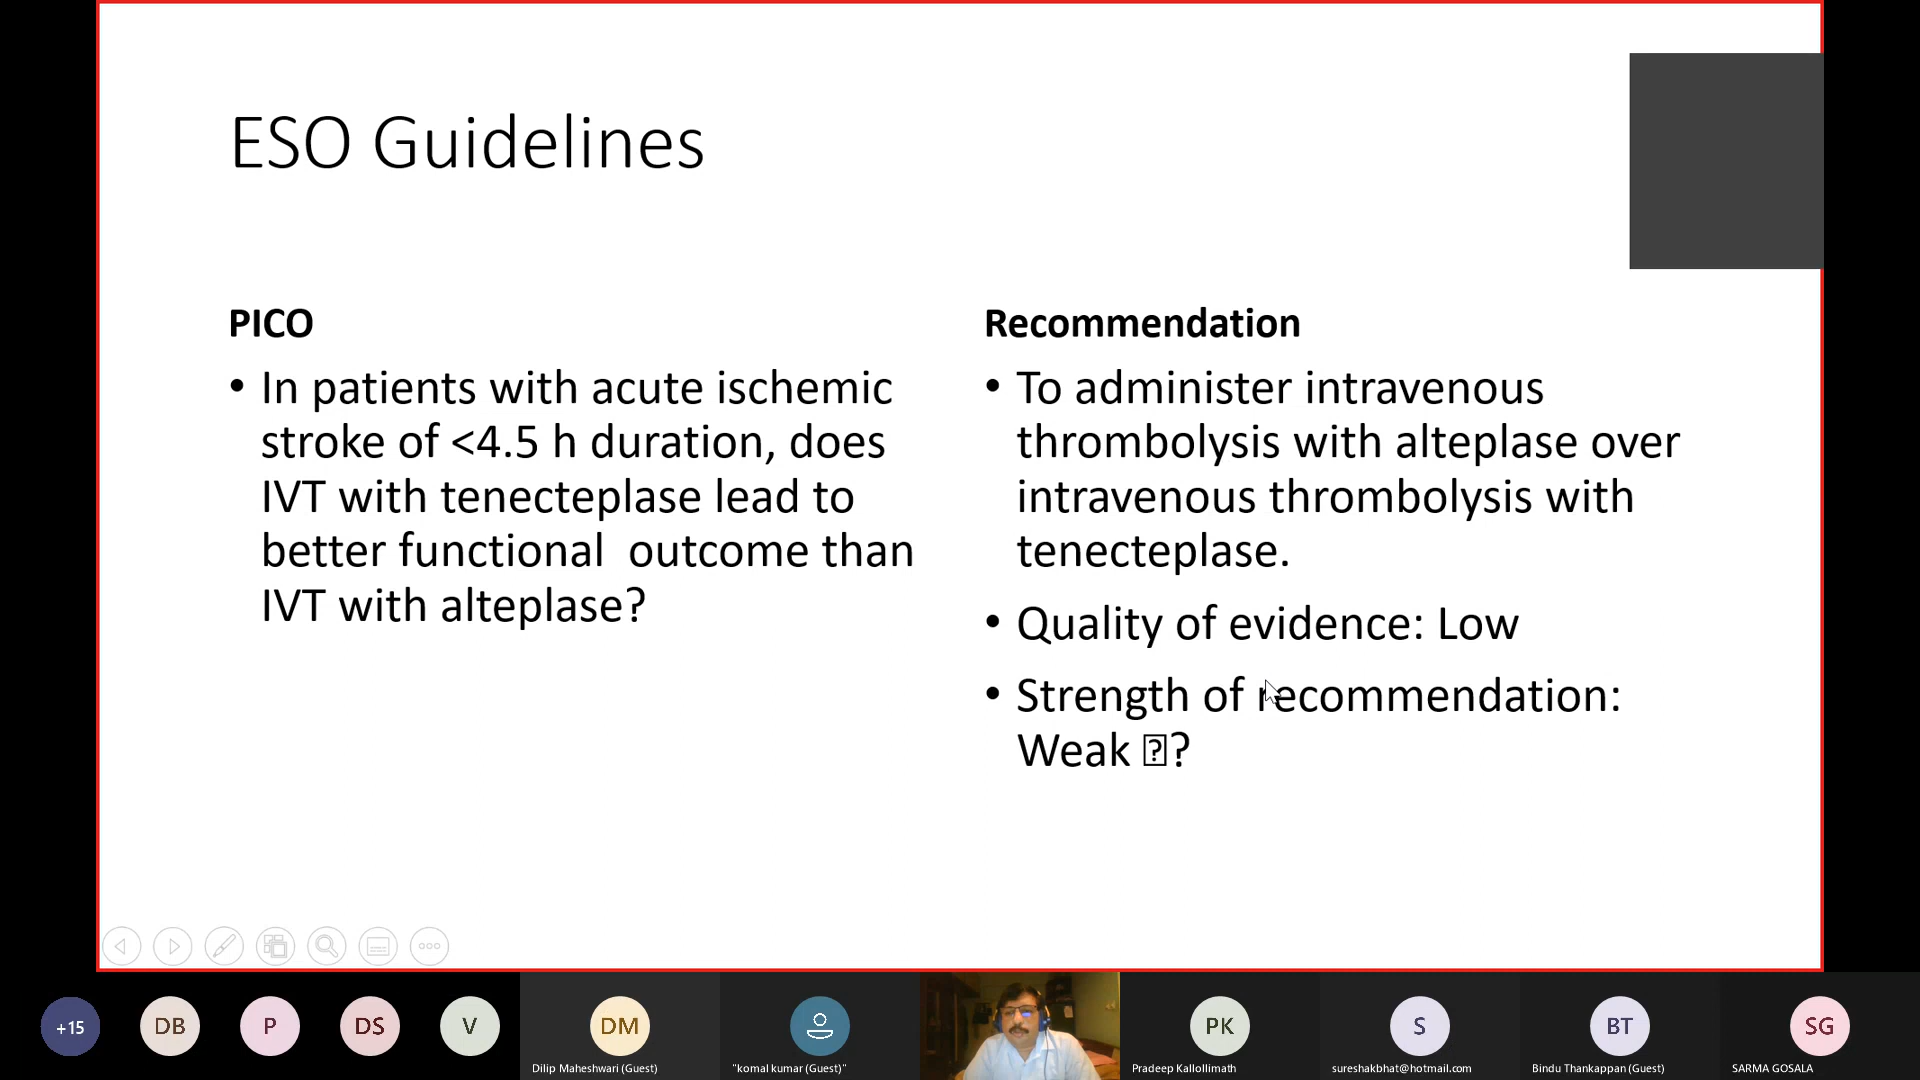 ESO Guidelines
PICO
• In patients with acute ischemic
stroke of <4.5 h duration, does
IVT with tenecteplase lead to
better functional  outcome than
IVT with alteplase?
Recommendation
• To administer intravenous
thrombolysis with alteplase over
intravenous thrombolysis with
tenecteplase.
• Quality of evidence: Low
• Strength of recommendation:
Weak ⍰?
+15
DB
P
DS
V
DM
Dilip Maheshwari (Guest)
"komal kumar (Guest)"
PK
Pradeep Kallollimath
S
sureshakbhat@hotmail.com
BT
Bindu Thankappan (Guest)
SG
SARMA GOSALA